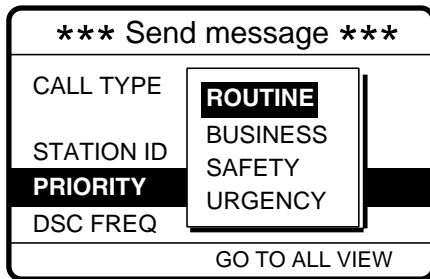 *** Send message ***
CALL TYPE
ROUTINE
BUSINESS
STATION ID
SAFETY
PRIORITY
URGENCY
DSC FREQ
GO TO ALL VIEW